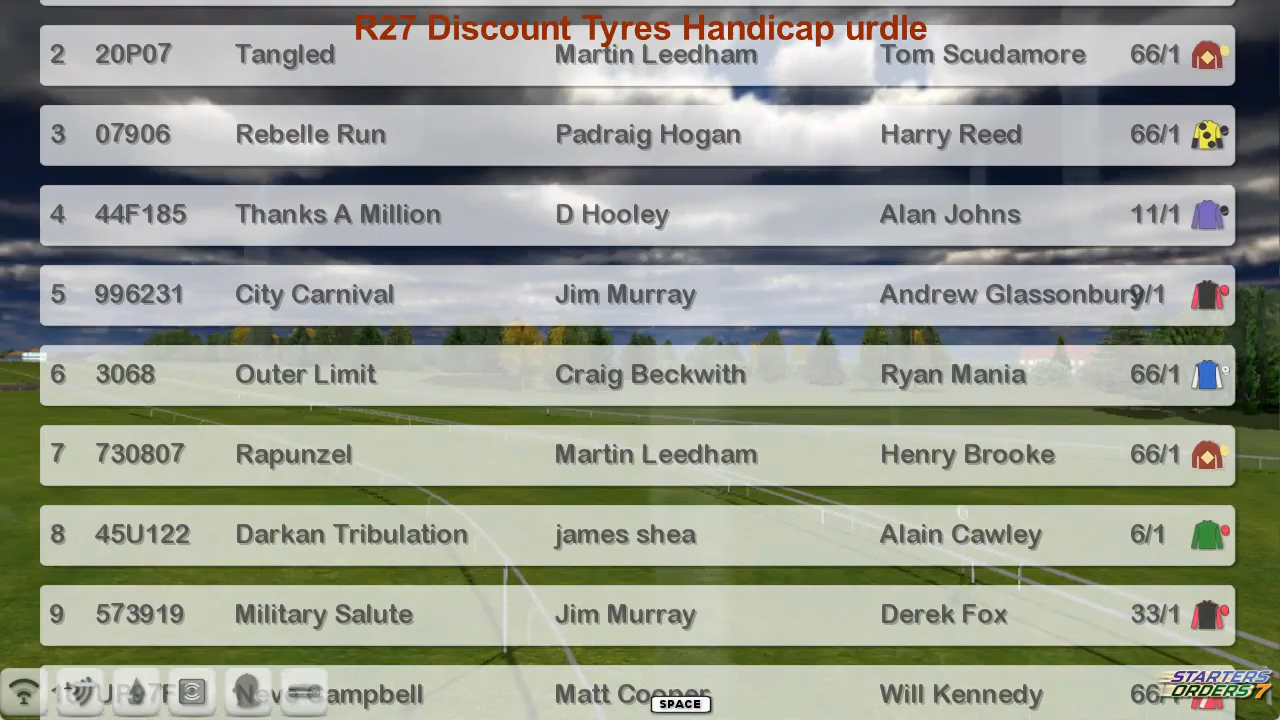 R27 Discount Tyres Handicap urdle
2 20P07 Tangled Martin Leedham Tom Scudamore 66/1
3 07906 Rebelle Run Padraig Hogan Harry Reed 66/1
4 44F185 Thanks A Million D Hooley Alan Johns 11/1
5 996231 City Carnival Jim Murray Andrew Glassonbury 9/1
6 3068 Outer Limit Craig Beckwith Ryan Mania 66/1
7 730807 Rapunzel Martin Leedham Henry Brooke 66/1
8 45U122 Darkan Tribulation james shea Alain Cawley 6/1
9 573919 Military Salute Jim Murray Derek Fox 33/1
Campbell Matt Cooper Will Kennedy
SPACE
STARTERS ORDERS 7